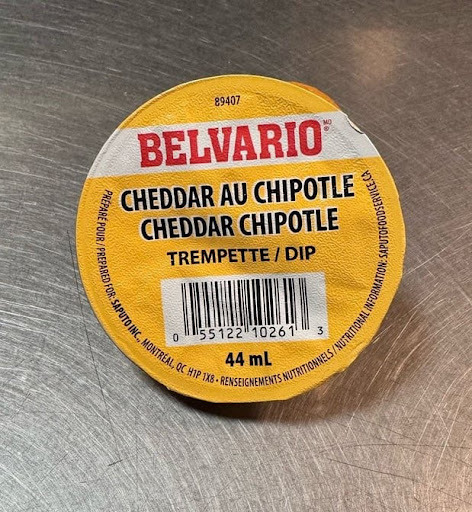 89407
BELVARIO MD ®
CHEDDAR AU CHIPOTLE
CHEDDAR CHIPOTLE
TREMPETTE / DIP
0 55122 10261 3
44 mL
PRÉPARÉ POUR / PREPARED FOR: SAPUTO INC., MONTREAL, QC H1P 1X8 • RENSEIGNEMENTS NUTRITIONNELS / NUTRITIONAL INFORMATION: SAPUTOFOODSERVICE.CA